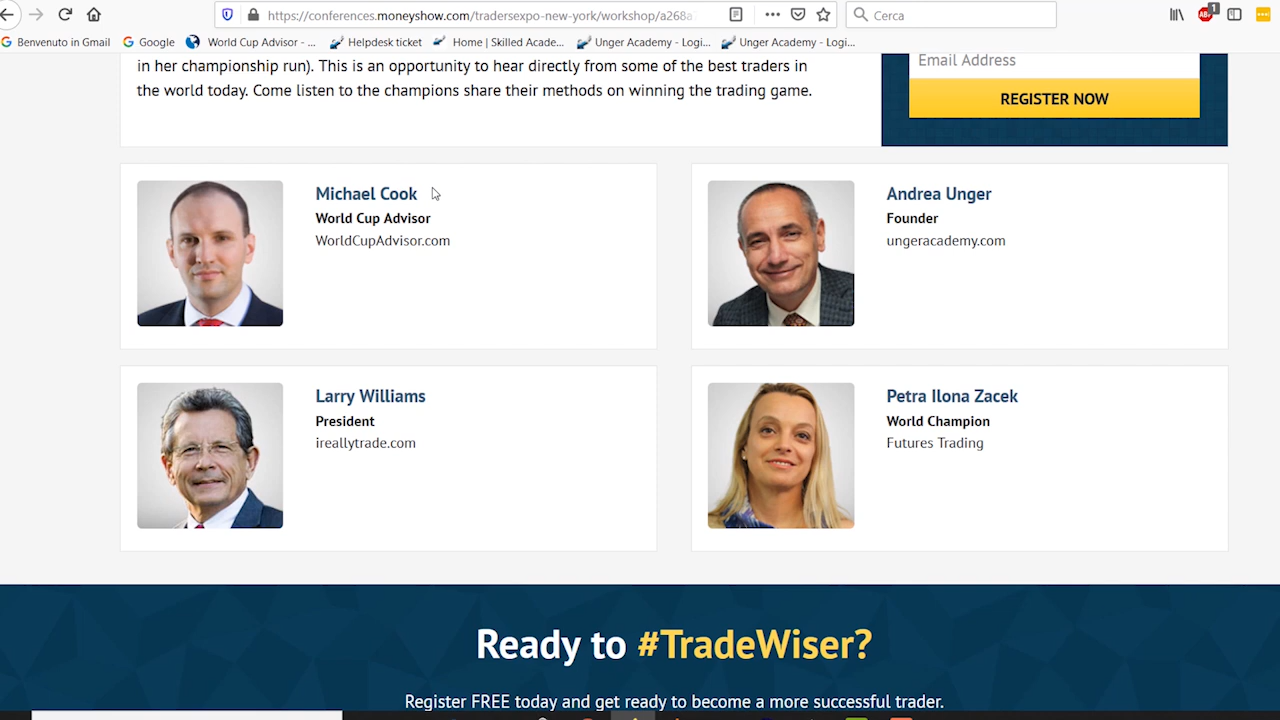 https://conferences.moneyshow.com/tradersexpo-new-york/workshop/a268a
Cerca
1
Benvenuto in Gmail
Google
World Cup Advisor - ...
Helpdesk ticket
Home | Skilled Acade...
Unger Academy - Logi...
Unger Academy - Logi...
in her championship run). This is an opportunity to hear directly from some of the best traders in
the world today. Come listen to the champions share their methods on winning the trading game.
Email Address
REGISTER NOW
Michael Cook
World Cup Advisor
WorldCupAdvisor.com
Andrea Unger
Founder
ungeracademy.com
Larry Williams
President
ireallytrade.com
Petra Ilona Zacek
World Champion
Futures Trading
Ready to #TradeWiser?
Register FREE today and get ready to become a more successful trader.